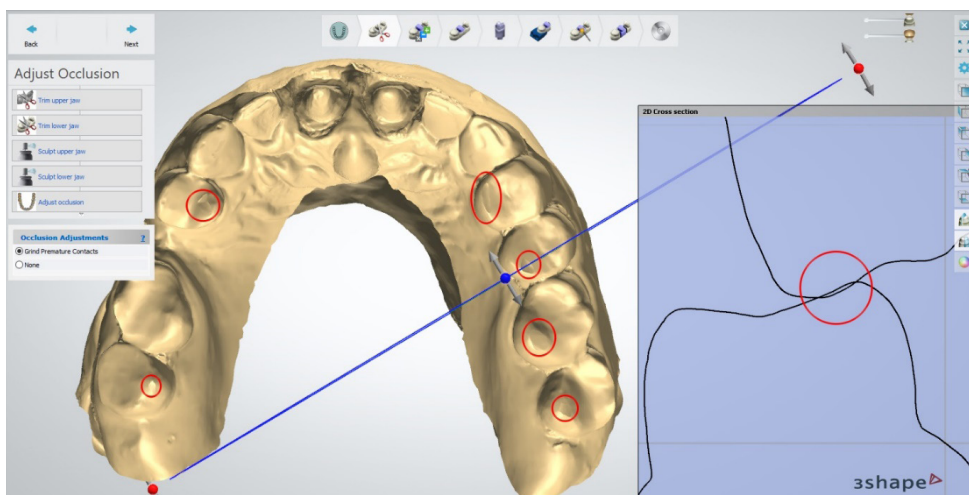 Back
Next
Adjust Occlusion
Trim upper jaw
Trim lower jaw
Sculpt upper jaw
Sculpt lower jaw
Adjust occlusion
Occlusion Adjustments ?
Grind Premature Contacts
None
2D Cross section
3shape